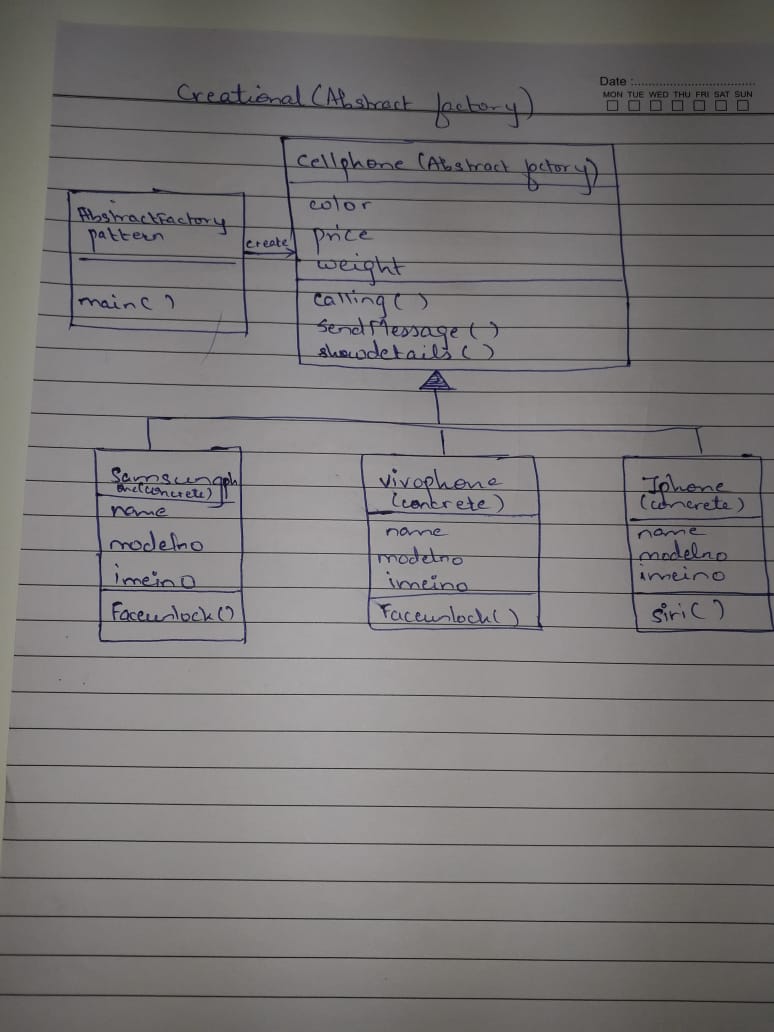 Date :
MON TUE WED THU FRI SAT SUN
Creational (Abstract factory)
Cellphone (Abstract factory)
color
price
weight
calling( )
SendMessage( )
showdetails( )
AbstractFactory
pattern
main( )
create
Samsungph
one(concrete)
name
modelno
imeino
Faceunlock()
vivophone
(concrete)
name
modelno
imeino
Faceunlock()
Iphone
(concrete)
name
modelno
imeino
siri( )